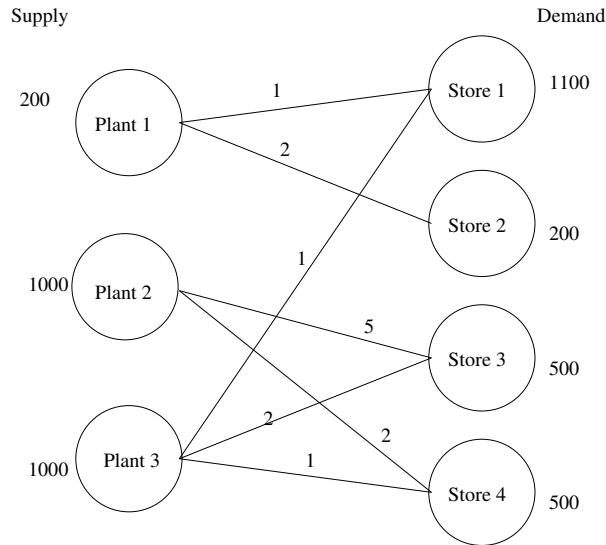 Supply
Demand
200
Plant 1
1
Store 1
1100
2
Store 2
200
1
1000
Plant 2
5
Store 3
500
2
2
1000
Plant 3
1
Store 4
500